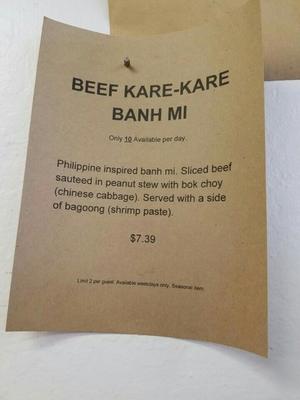 BEEF KARE-KARE
BANH MI
Only 10 Available per day.
Philippine inspired banh mi. Sliced beef
sauteed in peanut stew with bok choy
(chinese cabbage). Served with a side
of bagoong (shrimp paste).
$7.39
Limit 2 per guest. Available weekdays only. Seasonal item.